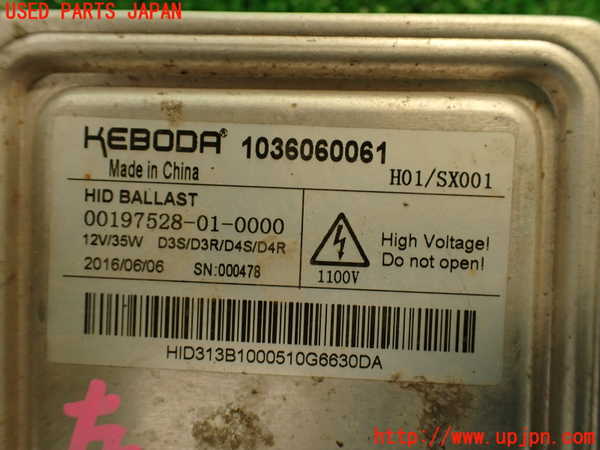 USED PARTS JAPAN
KEBODA® 1036060061
Made in China
H01/SX001
HID BALLAST
00197528-01-0000
12V/35W D3S/D3R/D4S/D4R
2016/06/06 SN:000478
High Voltage!
Do not open!
1100V
HID313B1000510G6630DA
右
http://www.upjpn.com/